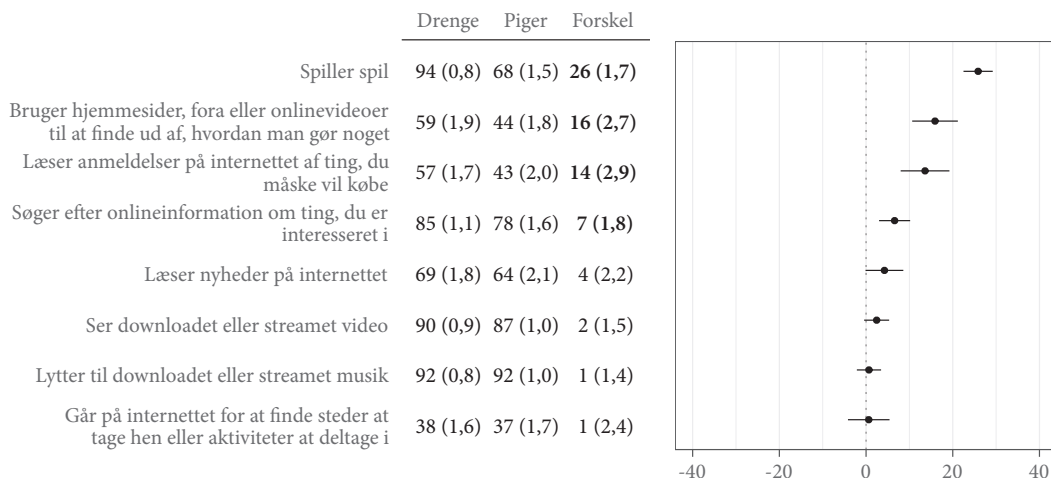 Drenge Piger Forskel
Spiller spil 94 (0,8) 68 (1,5) 26 (1,7)
Bruger hjemmesider, fora eller onlinevideoer
til at finde ud af, hvordan man gør noget 59 (1,9) 44 (1,8) 16 (2,7)
Læser anmeldelser på internettet af ting, du
måske vil købe 57 (1,7) 43 (2,0) 14 (2,9)
Søger efter onlineinformation om ting, du er
interesseret i 85 (1,1) 78 (1,6) 7 (1,8)
Læser nyheder på internettet 69 (1,8) 64 (2,1) 4 (2,2)
Ser downloadet eller streamet video 90 (0,9) 87 (1,0) 2 (1,5)
Lytter til downloadet eller streamet musik 92 (0,8) 92 (1,0) 1 (1,4)
Går på internettet for at finde steder at
tage hen eller aktiviteter at deltage i 38 (1,6) 37 (1,7) 1 (2,4)
-40 -20 0 20 40